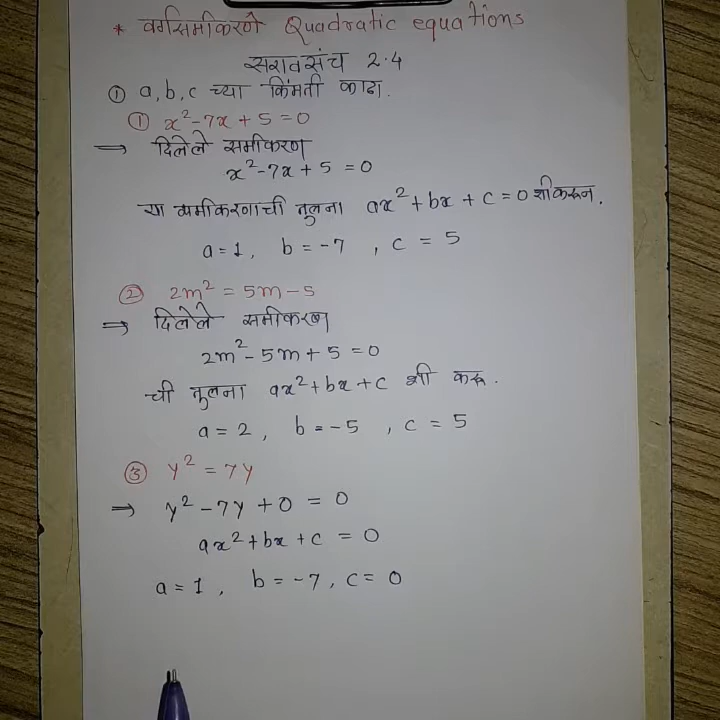 * वर्गसमीकरणे Quadratic equations
सरावसंच 2.4
① a, b, c च्या किंमती काढा.
① x² - 7x + 5 = 0
→ दिलेले समीकरण
x² - 7x + 5 = 0
या समीकरणाची तुलना ax² + bx + c = 0 शी करून.
a = 1, b = -7, c = 5
② 2m² = 5m - 5
⇒ दिलेले समीकरण
2m² - 5m + 5 = 0
ची तुलना ax² + bx + c शी करू.
a = 2, b = -5, c = 5
③ y² = 7y
→ y² - 7y + 0 = 0
ax² + bx + c = 0
a = 1, b = -7, c = 0